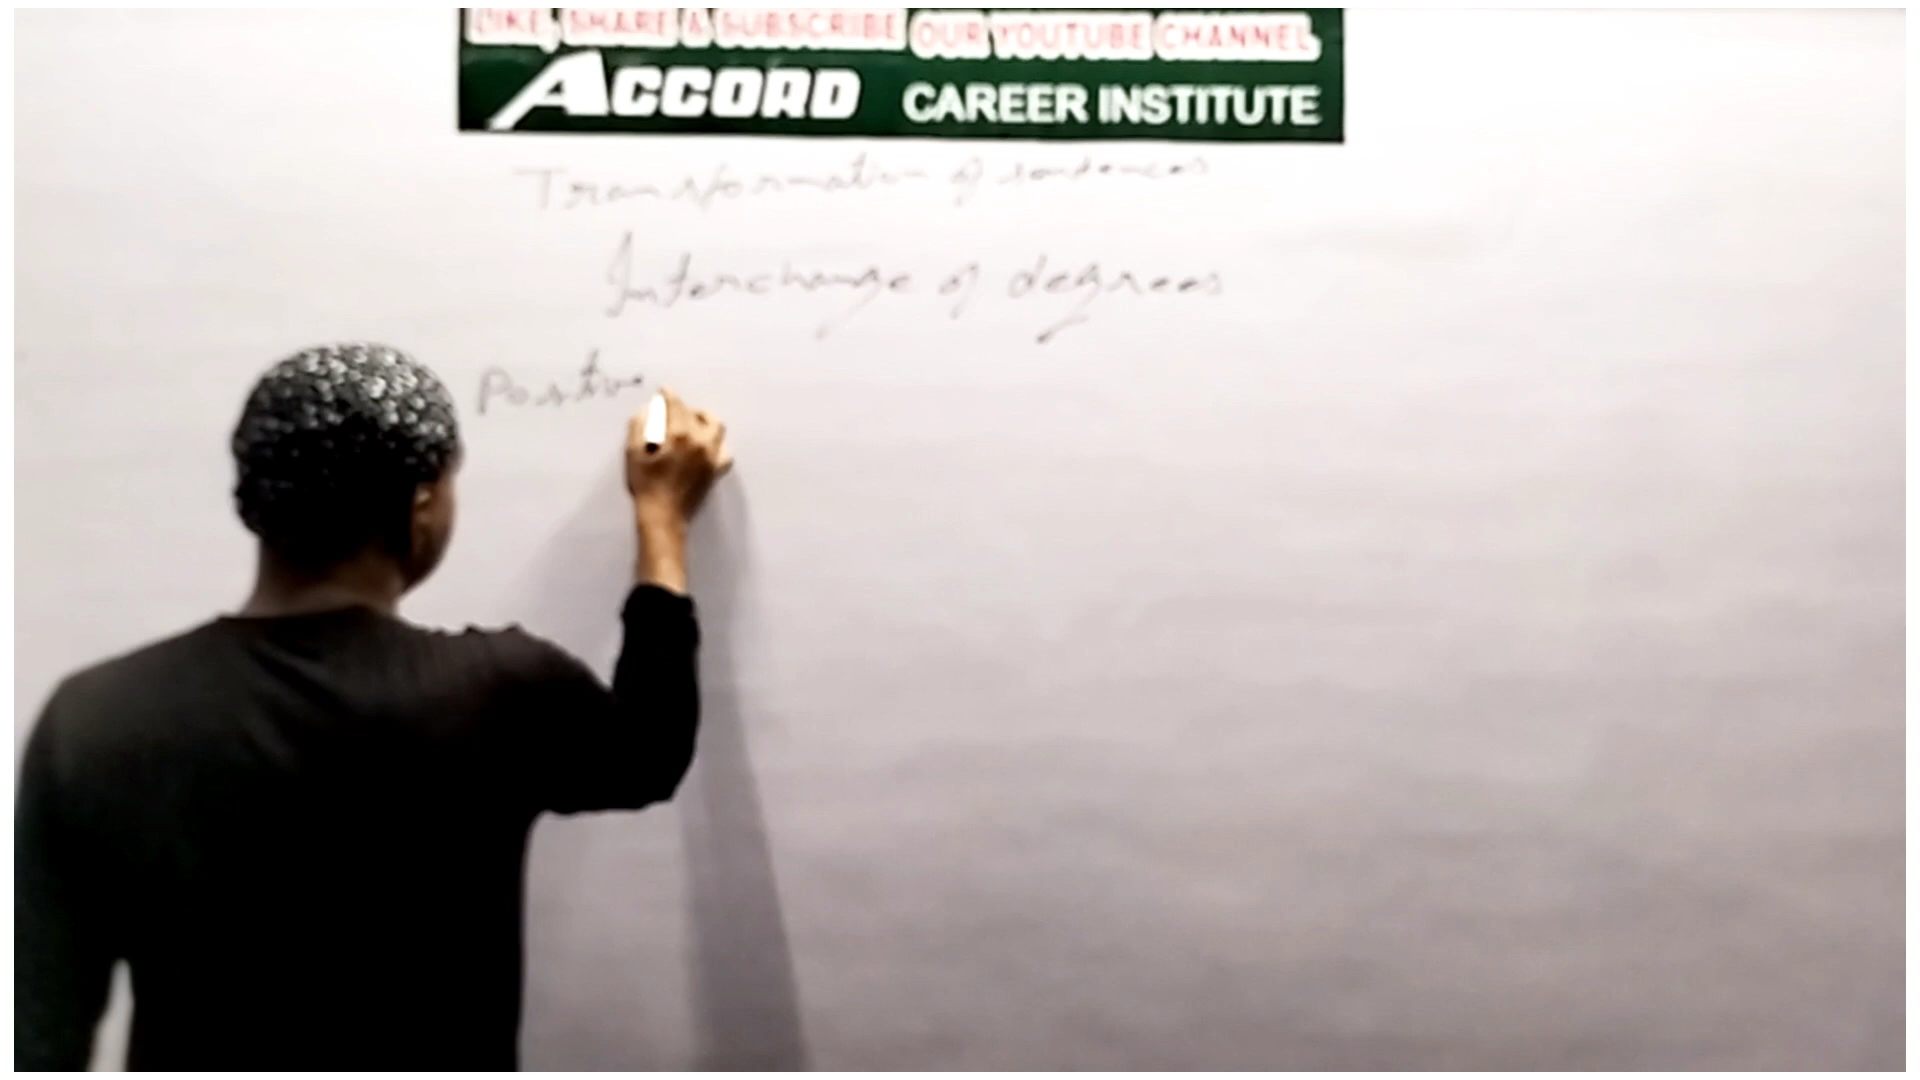 LIKE, SHARE & SUBSCRIBE OUR YOUTUBE CHANNEL
ACCORD CAREER INSTITUTE
Transformation of sentences
Interchange of degrees
Positive